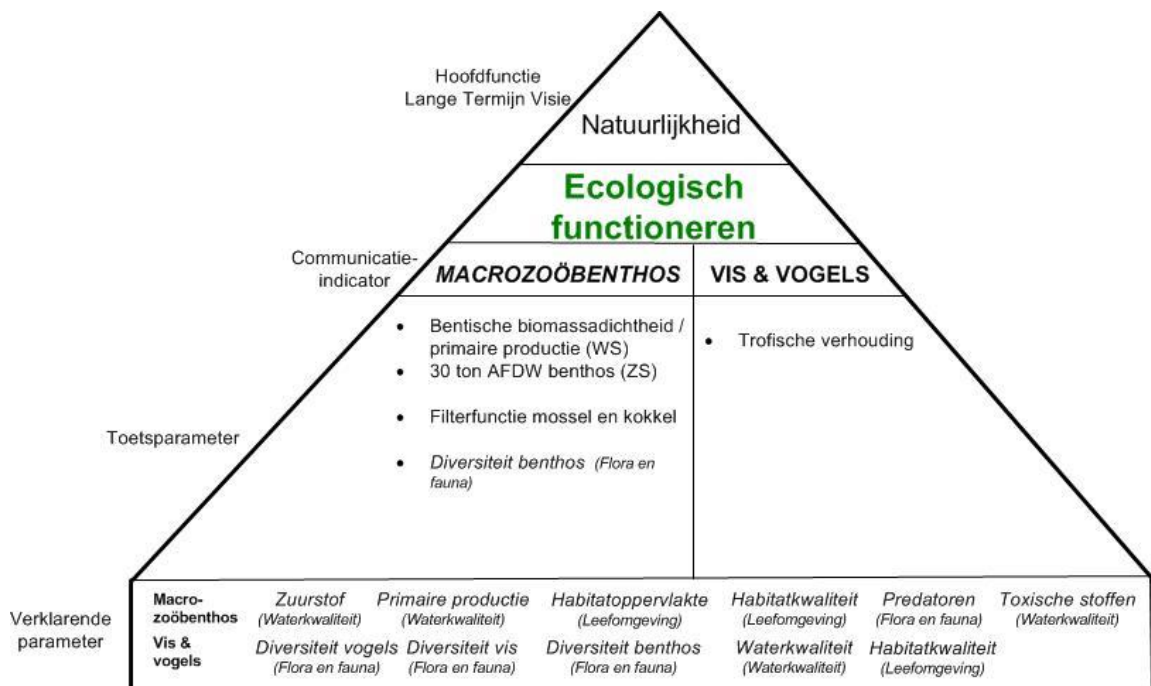 Hoofdfunctie
Lange Termijn Visie
Natuurlijkheid
Ecologisch
functioneren
Communicatie-
indicator
MACROZOÖBENTHOS
VIS & VOGELS
• Bentische biomassadichtheid /
primaire productie (WS)
• 30 ton AFDW benthos (ZS)
• Filterfunctie mossel en kokkel
• Diversiteit benthos (Flora en
fauna)
• Trofische verhouding
Toetsparameter
Verklarende
parameter
Macro-
zoöbenthos
Zuurstof
(Waterkwaliteit)
Primaire productie
(Waterkwaliteit)
Habitatoppervlakte
(Leefomgeving)
Habitatkwaliteit
(Leefomgeving)
Predatoren
(Flora en fauna)
Toxische stoffen
(Waterkwaliteit)
Vis &
vogels
Diversiteit vogels
(Flora en fauna)
Diversiteit vis
(Flora en fauna)
Diversiteit benthos
(Flora en fauna)
Waterkwaliteit
(Waterkwaliteit)
Habitatkwaliteit
(Leefomgeving)